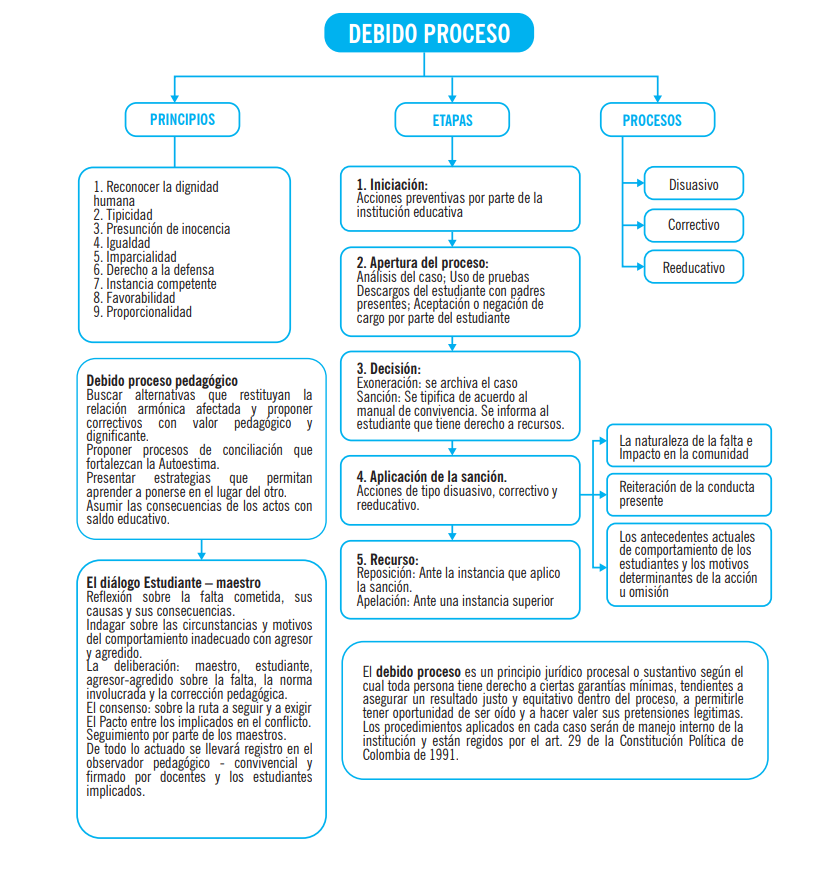 DEBIDO PROCESO
PRINCIPIOS
ETAPAS
PROCESOS
1. Reconocer la dignidad
humana
2. Tipicidad
3. Presunción de inocencia
4. Igualdad
5. Imparcialidad
6. Derecho a la defensa
7. Instancia competente
8. Favorabilidad
9. Proporcionalidad
Debido proceso pedagógico
Buscar alternativas que restituyan la
relación armónica afectada y proponer
correctivos con valor pedagógico y
dignificante.
Proponer procesos de conciliación que
fortalezcan la Autoestima.
Presentar estrategias que permitan
aprender a ponerse en el lugar del otro.
Asumir las consecuencias de los actos con
saldo educativo.
El diálogo Estudiante – maestro
Reflexión sobre la falta cometida, sus
causas y sus consecuencias.
Indagar sobre las circunstancias y motivos
del comportamiento inadecuado con agresor
y agredido.
La deliberación: maestro, estudiante,
agresor-agredido sobre la falta, la norma
involucrada y la corrección pedagógica.
El consenso: sobre la ruta a seguir y a exigir
El Pacto entre los implicados en el conflicto.
Seguimiento por parte de los maestros.
De todo lo actuado se llevará registro en el
observador pedagógico - convivencial y
firmado por docentes y los estudiantes
implicados.
1. Iniciación:
Acciones preventivas por parte de la
institución educativa
2. Apertura del proceso:
Análisis del caso; Uso de pruebas
Descargos del estudiante con padres
presentes; Aceptación o negación de
cargo por parte del estudiante
3. Decisión:
Exoneración: se archiva el caso
Sanción: Se tipifica de acuerdo al
manual de convivencia. Se informa al
estudiante que tiene derecho a recursos.
4. Aplicación de la sanción.
Acciones de tipo disuasivo, correctivo y
reeducativo.
5. Recurso:
Reposición: Ante la instancia que aplico
la sanción.
Apelación: Ante una instancia superior
Disuasivo
Correctivo
Reeducativo
La naturaleza de la falta e
Impacto en la comunidad
Reiteración de la conducta
presente
Los antecedentes actuales
de comportamiento de los
estudiantes y los motivos
determinantes de la acción
u omisión
El debido proceso es un principio jurídico procesal o sustantivo según el
cual toda persona tiene derecho a ciertas garantías mínimas, tendientes a
asegurar un resultado justo y equitativo dentro del proceso, a permitirle
tener oportunidad de ser oído y a hacer valer sus pretensiones legitimas.
Los procedimientos aplicados en cada caso serán de manejo interno de la
institución y están regidos por el art. 29 de la Constitución Política de
Colombia de 1991.